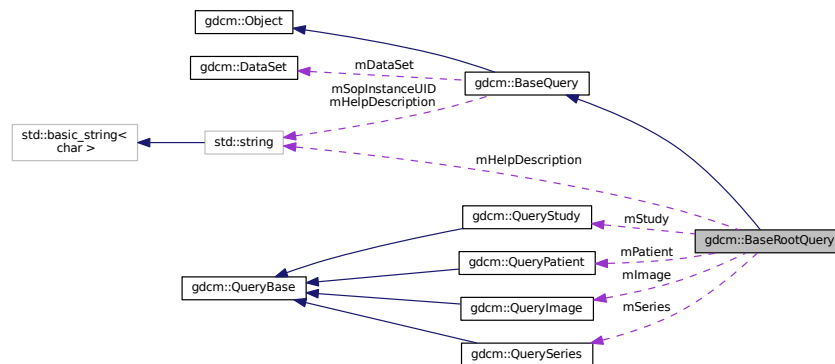 gdcm::Object
gdcm::DataSet
mDataSet
gdcm::BaseQuery
mSopInstanceUID
mHelpDescription
std::basic_string<
char >
std::string
mHelpDescription
gdcm::QueryStudy
mStudy
gdcm::BaseRootQuery
gdcm::QueryPatient
mPatient
mImage
gdcm::QueryBase
gdcm::QueryImage
mSeries
gdcm::QuerySeries